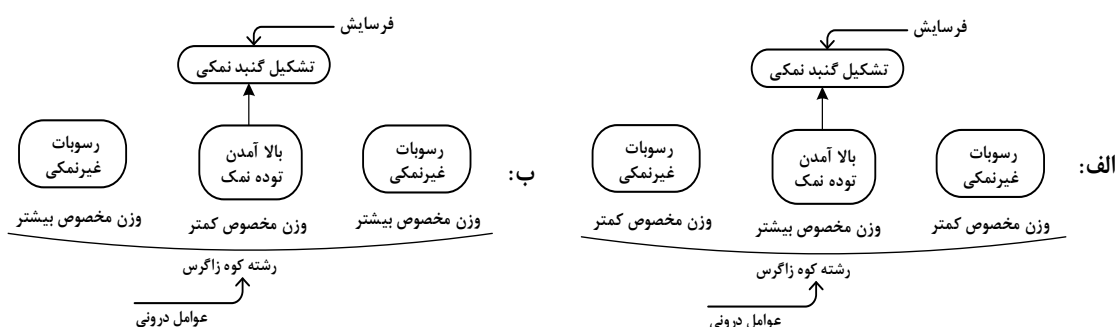 الف:
فرسایش
تشکیل گنبد نمکی
رسوبات
غیرنمکی
بالا آمدن
توده نمک
رسوبات
غیرنمکی
وزن مخصوص کمتر
وزن مخصوص بیشتر
وزن مخصوص کمتر
رشته کوه زاگرس
عوامل درونی
ب:
فرسایش
تشکیل گنبد نمکی
رسوبات
غیرنمکی
بالا آمدن
توده نمک
رسوبات
غیرنمکی
وزن مخصوص بیشتر
وزن مخصوص کمتر
وزن مخصوص بیشتر
رشته کوه زاگرس
عوامل درونی